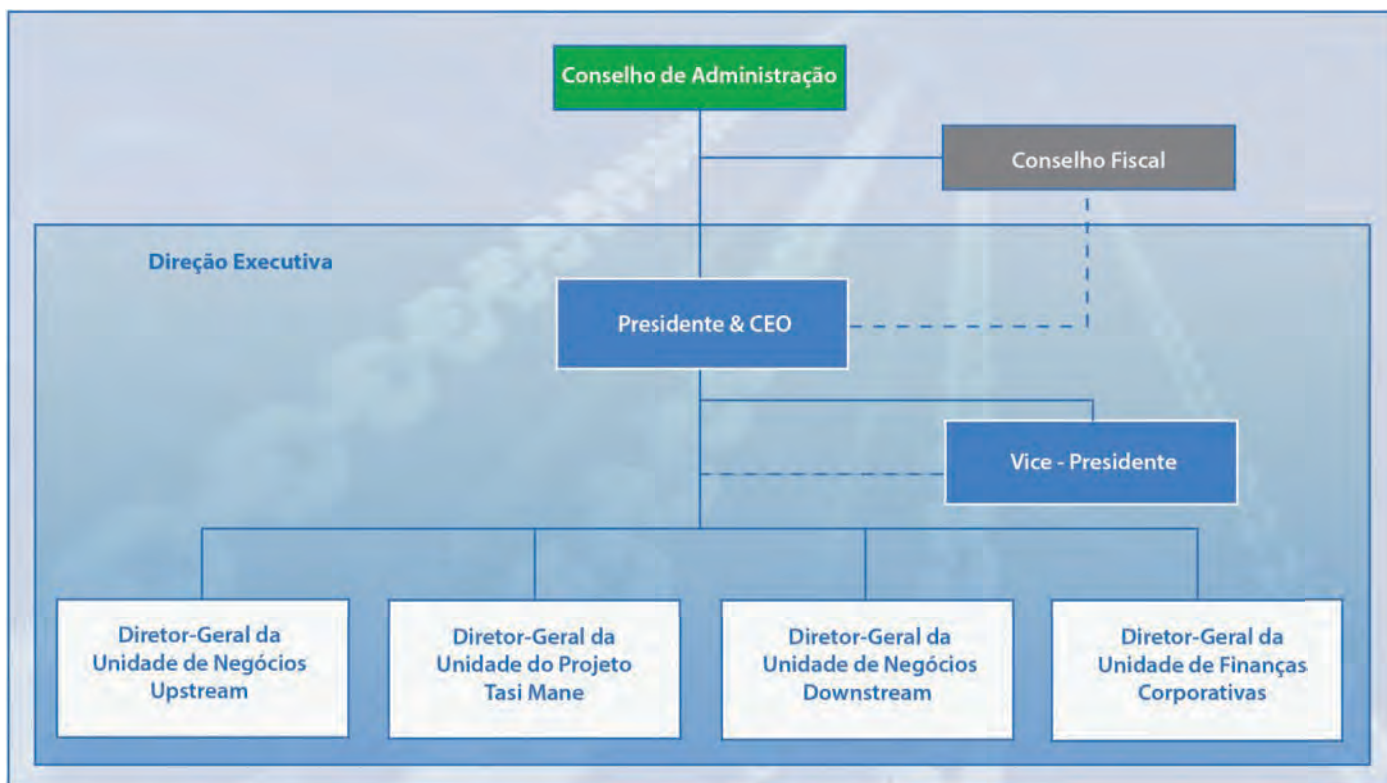 Conselho de Administração
Conselho Fiscal
Direção Executiva
Presidente & CEO
Vice - Presidente
Diretor-Geral da
Unidade de Negócios
Upstream
Diretor-Geral da
Unidade do Projeto
Tasi Mane
Diretor-Geral da
Unidade de Negócios
Downstream
Diretor-Geral da
Unidade de Finanças
Corporativas